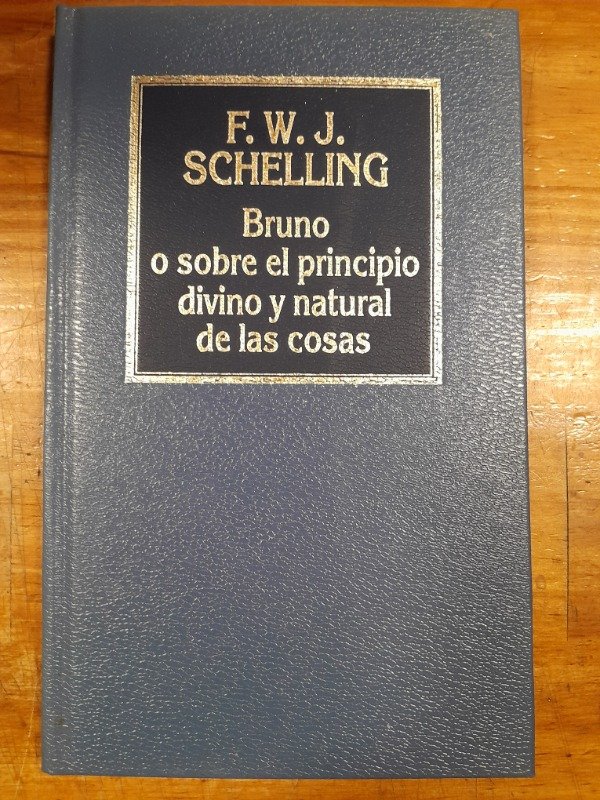 F. W. J.
SCHELLING
Bruno
o sobre el principio
divino y natural
de las cosas